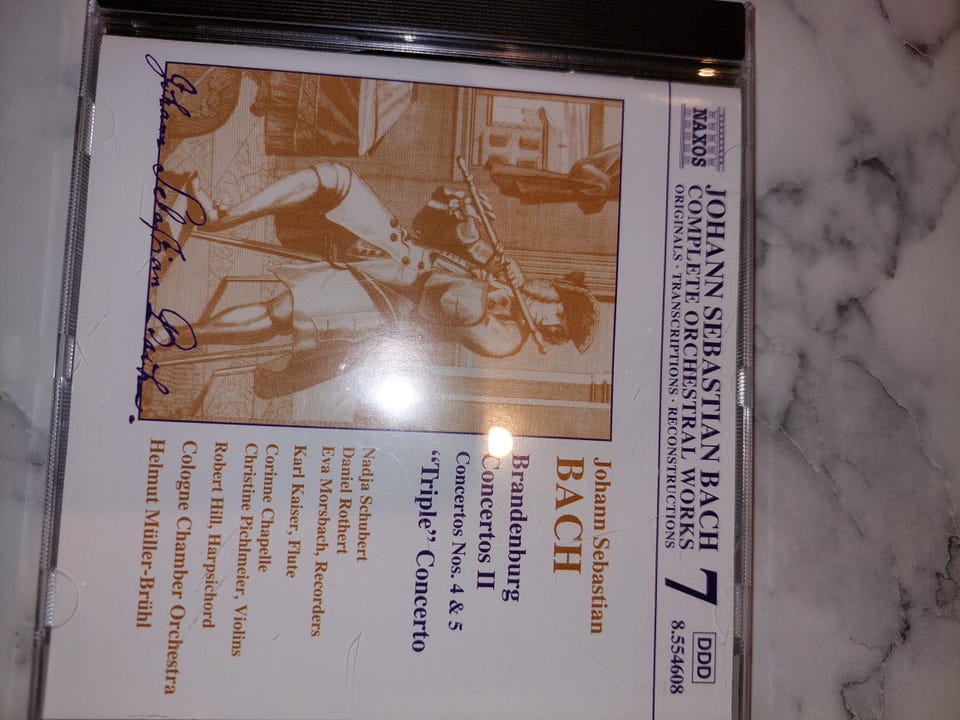 NAXOS
JOHANN SEBASTIAN BACH
COMPLETE ORCHESTRAL WORKS
ORIGINALS · TRANSCRIPTIONS · RECONSTRUCTIONS
7
DDD
8.554608
Johann Sebastian
BACH
Brandenburg
Concertos II
Concertos Nos. 4 & 5
“Triple” Concerto
Nadja Schubert
Daniel Rothert
Eva Morsbach, Recorders
Karl Kaiser, Flute
Corinne Chapelle
Christine Pichlmeier, Violins
Robert Hill, Harpsichord
Cologne Chamber Orchestra
Helmut Müller-Brühl
Johann Sebastian Bach.